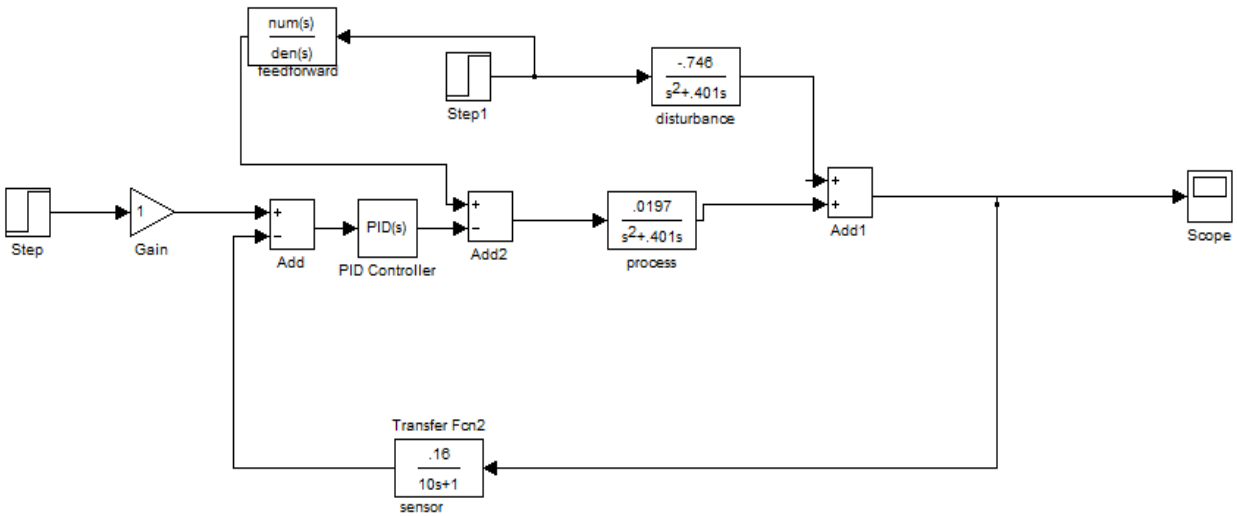 num(s)
den(s)
feedforward
Step1
-.746
s2+.401s
disturbance
Step
1
Gain
+
−
Add
PID(s)
PID Controller
+
−
Add2
.0197
s2+.401s
process
+
+
Add1
Scope
Transfer Fcn2
.16
10s+1
sensor